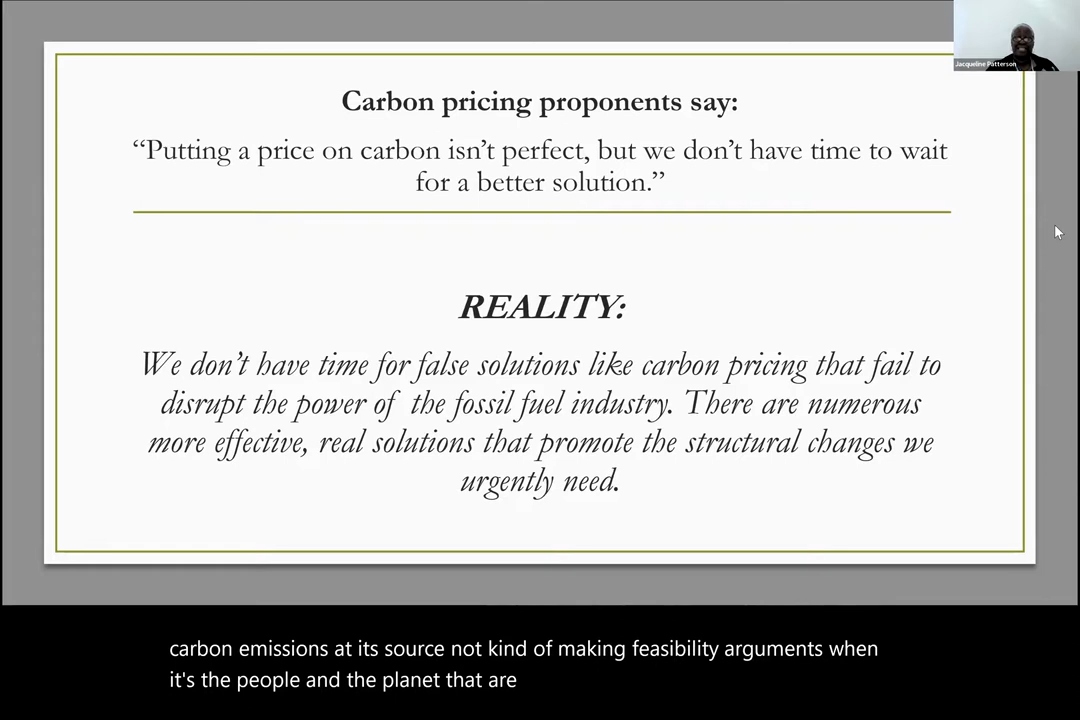 Jacqueline Patterson
Carbon pricing proponents say:
“Putting a price on carbon isn’t perfect, but we don’t have time to wait
for a better solution.”
REALITY:
We don’t have time for false solutions like carbon pricing that fail to
disrupt the power of the fossil fuel industry. There are numerous
more effective, real solutions that promote the structural changes we
urgently need.
carbon emissions at its source not kind of making feasibility arguments when
it's the people and the planet that are